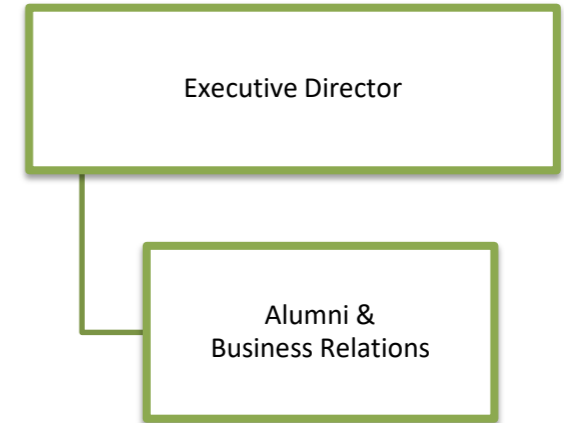 Executive Director
Alumni &
Business Relations